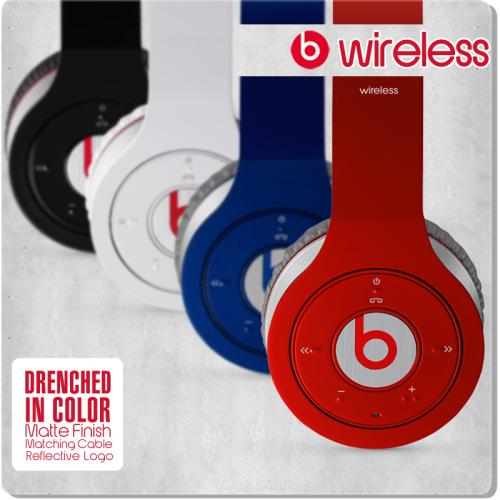 b wireless
wireless
b
DRENCHED
IN COLOR
Matte Finish
Matching Cable
Reflective Logo